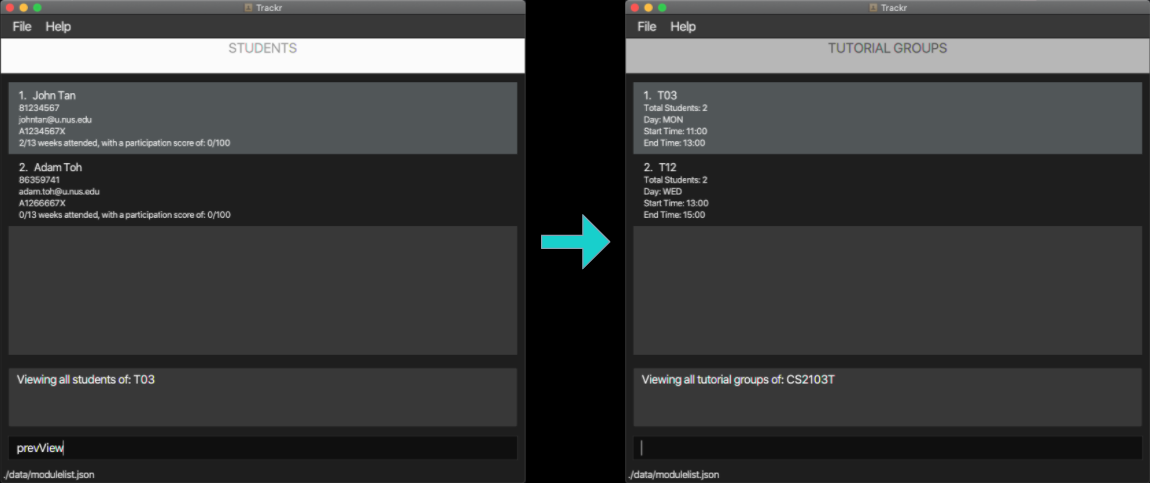 Trackr
File Help
STUDENTS
1. John Tan
81234567
johntan@u.nus.edu
A1234567X
2/13 weeks attended, with a participation score of: 0/100
2. Adam Toh
86359741
adam.toh@u.nus.edu
A1266667X
0/13 weeks attended, with a participation score of: 0/100
Viewing all students of: T03
prevView
./data/modulelist.json
Trackr
File Help
TUTORIAL GROUPS
1. T03
Total Students: 2
Day: MON
Start Time: 11:00
End Time: 13:00
2. T12
Total Students: 2
Day: WED
Start Time: 13:00
End Time: 15:00
Viewing all tutorial groups of: CS2103T
./data/modulelist.json